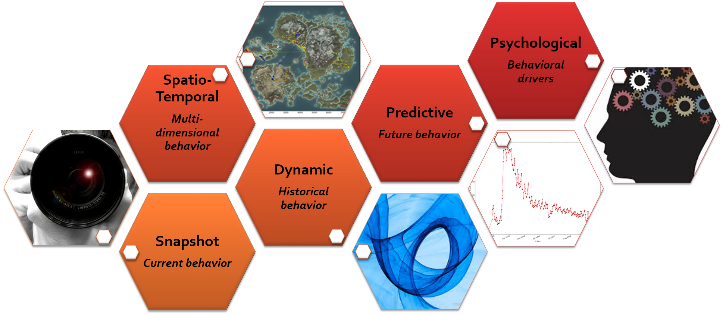 Spatio-
Temporal
Multi-
dimensional
behavior
Snapshot
Current behavior
Dynamic
Historical
behavior
Predictive
Future behavior
Psychological
Behavioral
drivers